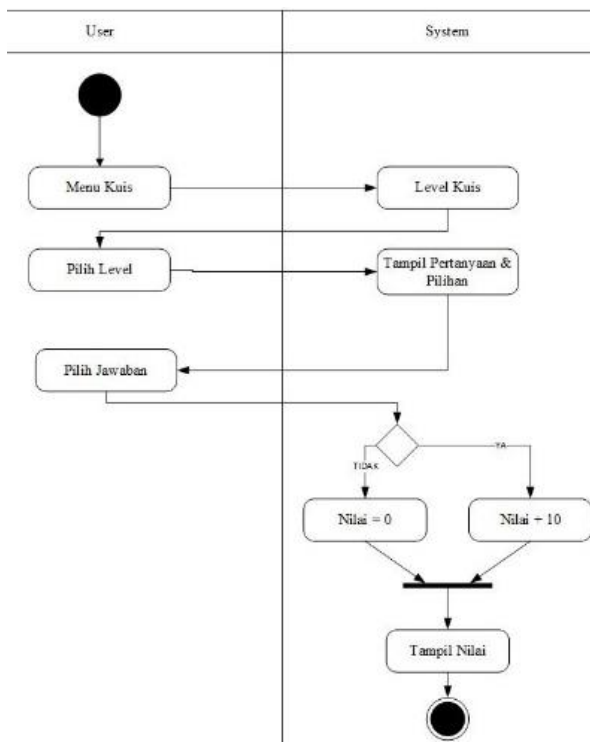 User
System
Menu Kuis
Level Kuis
Pilih Level
Tampil Pertanyaan &
Pilihan
Pilih Jawaban
TIDAK
YA
Nilai = 0
Nilai + 10
Tampil Nilai